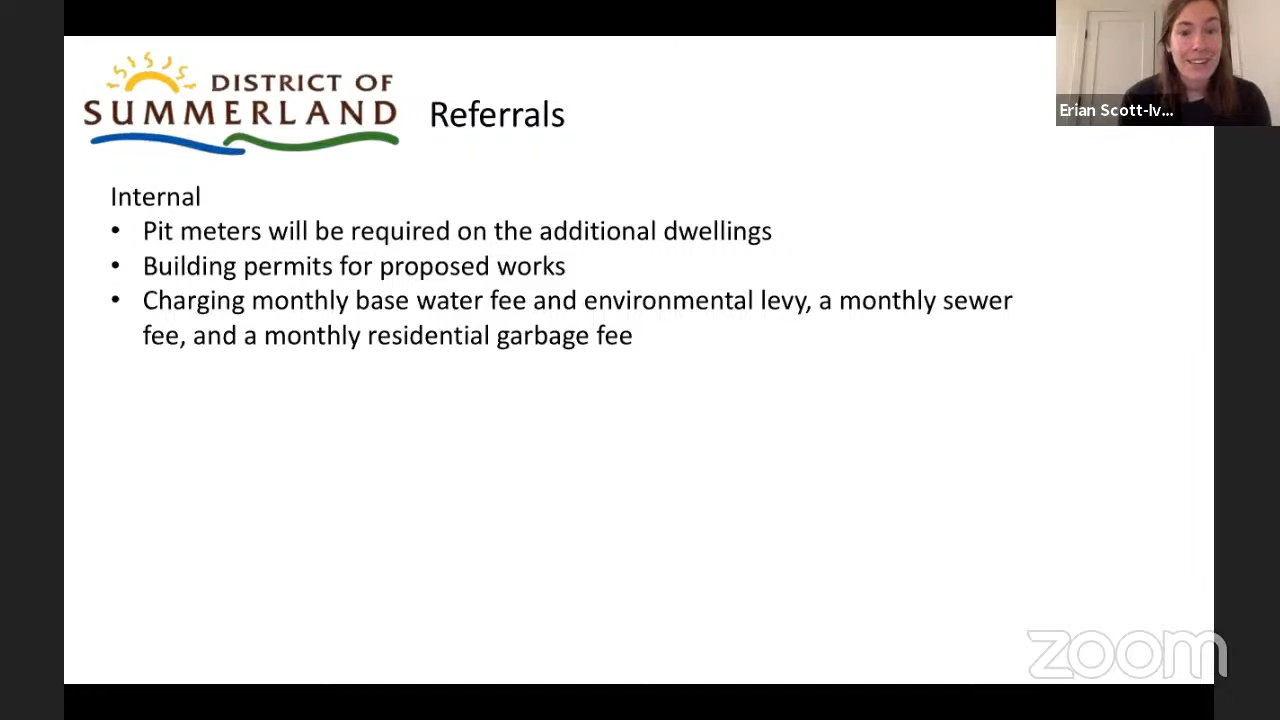 DISTRICT OF
SUMMERLAND
Referrals
Erian Scott-Iv...
Internal
• Pit meters will be required on the additional dwellings
• Building permits for proposed works
• Charging monthly base water fee and environmental levy, a monthly sewer
fee, and a monthly residential garbage fee
zoom